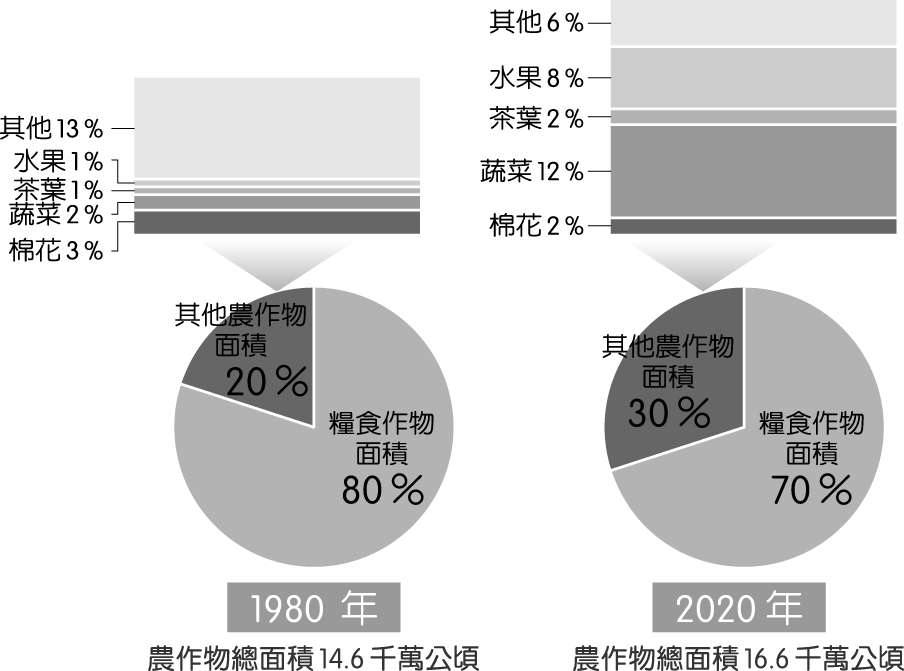 其他 13 %
水果 1 %
茶葉 1 %
蔬菜 2 %
棉花 3 %
其他農作物
面積
20 %
糧食作物
面積
80 %
1980 年
農作物總面積 14.6 千萬公頃
其他 6 %
水果 8 %
茶葉 2 %
蔬菜 12 %
棉花 2 %
其他農作物
面積
30 %
糧食作物
面積
70 %
2020 年
農作物總面積 16.6 千萬公頃